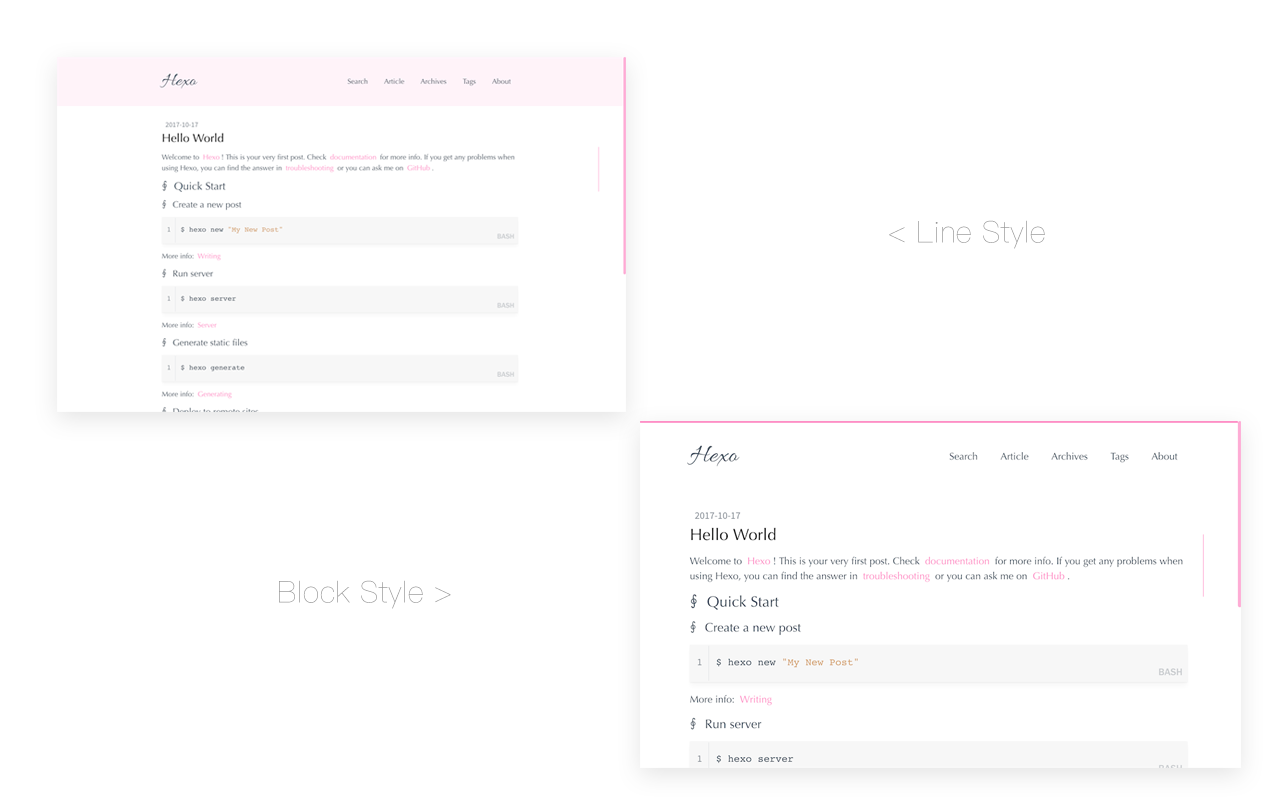 Hexo
Search Article Archives Tags About
2017-10-17
Hello World
Welcome to Hexo ! This is your very first post. Check documentation for more info. If you get any problems when
using Hexo, you can find the answer in troubleshooting or you can ask me on GitHub .
∮ Quick Start
∮ Create a new post
1 $ hexo new "My New Post"
BASH
More info: Writing
∮ Run server
1 $ hexo server
BASH
More info: Server
∮ Generate static files
1 $ hexo generate
BASH
More info: Generating
∮ Deploy to remote sites
< Line Style
Block Style >
Hexo
Search Article Archives Tags About
2017-10-17
Hello World
Welcome to Hexo ! This is your very first post. Check documentation for more info. If you get any problems when
using Hexo, you can find the answer in troubleshooting or you can ask me on GitHub .
∮ Quick Start
∮ Create a new post
1 $ hexo new "My New Post"
BASH
More info: Writing
∮ Run server
1 $ hexo server
BASH